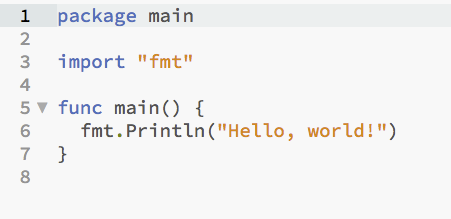 1 package main
2
3 import "fmt"
4
5 func main() {
6   fmt.Println("Hello, world!")
7 }
8